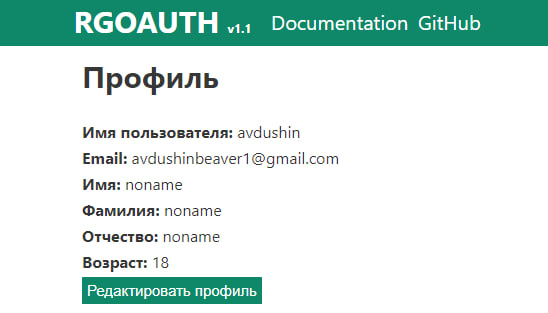 RGOAUTH v1.1 Documentation GitHub
Профиль
Имя пользователя: avdushin
Email: avdushinbeaver1@gmail.com
Имя: noname
Фамилия: noname
Отчество: noname
Возраст: 18
Редактировать профиль